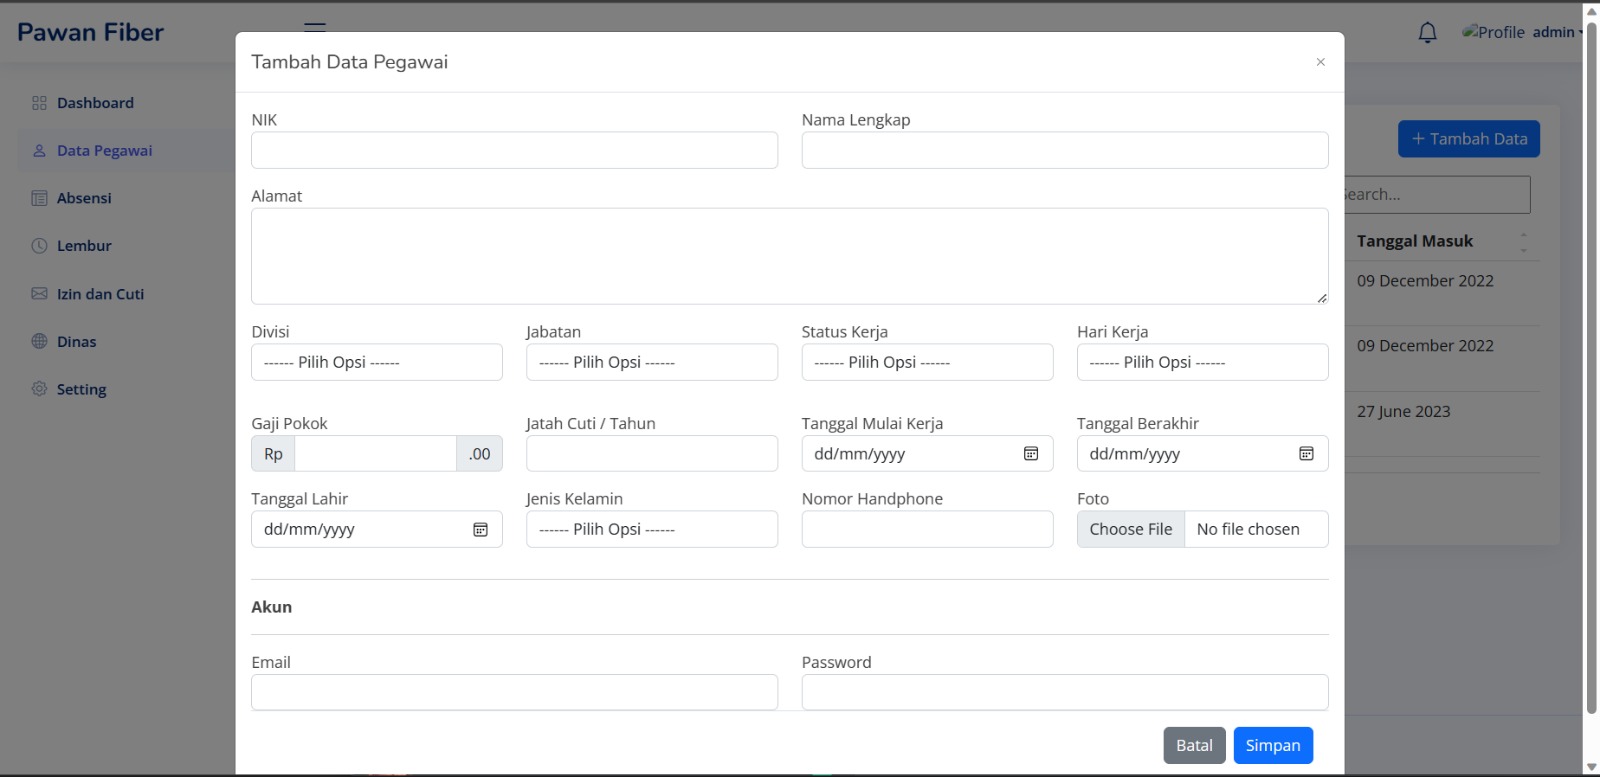 Pawan Fiber
Profile admin
Tambah Data Pegawai ×
Dashboard
Data Pegawai
Absensi
Lembur
Izin dan Cuti
Dinas
Setting
NIK Nama Lengkap
Alamat
Divisi Jabatan Status Kerja Hari Kerja
------ Pilih Opsi ------ ------ Pilih Opsi ------ ------ Pilih Opsi ------ ------ Pilih Opsi ------
Gaji Pokok Jatah Cuti / Tahun Tanggal Mulai Kerja Tanggal Berakhir
Rp .00 dd/mm/yyyy dd/mm/yyyy
Tanggal Lahir Jenis Kelamin Nomor Handphone Foto
dd/mm/yyyy ------ Pilih Opsi ------ Choose File No file chosen
Akun
Email Password
Batal Simpan
+ Tambah Data
Search...
Tanggal Masuk
09 December 2022
09 December 2022
27 June 2023